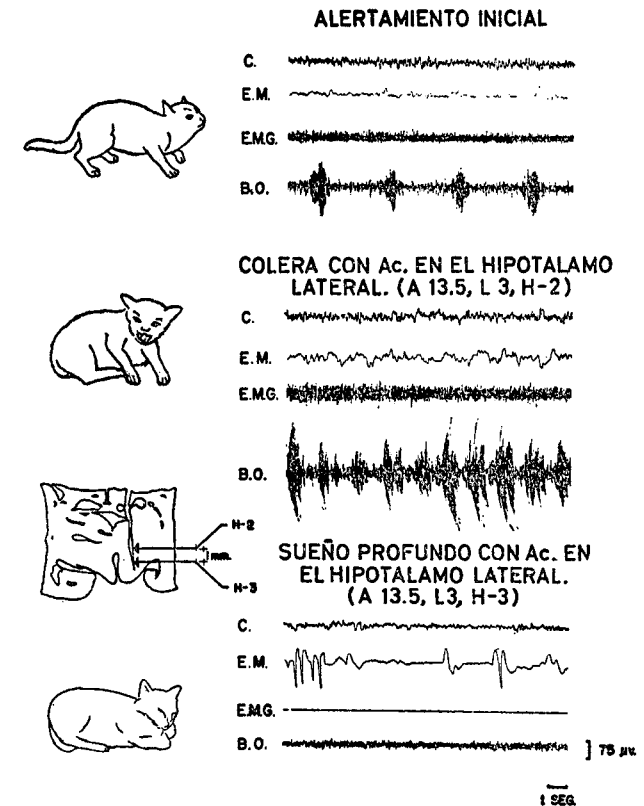 ALERTAMIENTO INICIAL
C.
E.M.
E.M.G.
B.O.
COLERA CON Ac. EN EL HIPOTALAMO
LATERAL. (A 13.5, L 3, H-2)
C.
E.M.
E.M.G.
B.O.
H-2
mm.
H-3
SUEÑO PROFUNDO CON Ac. EN
EL HIPOTALAMO LATERAL.
(A 13.5, L3, H-3)
C.
E.M.
E.M.G.
B.O.
75 μv.
1 SEG.